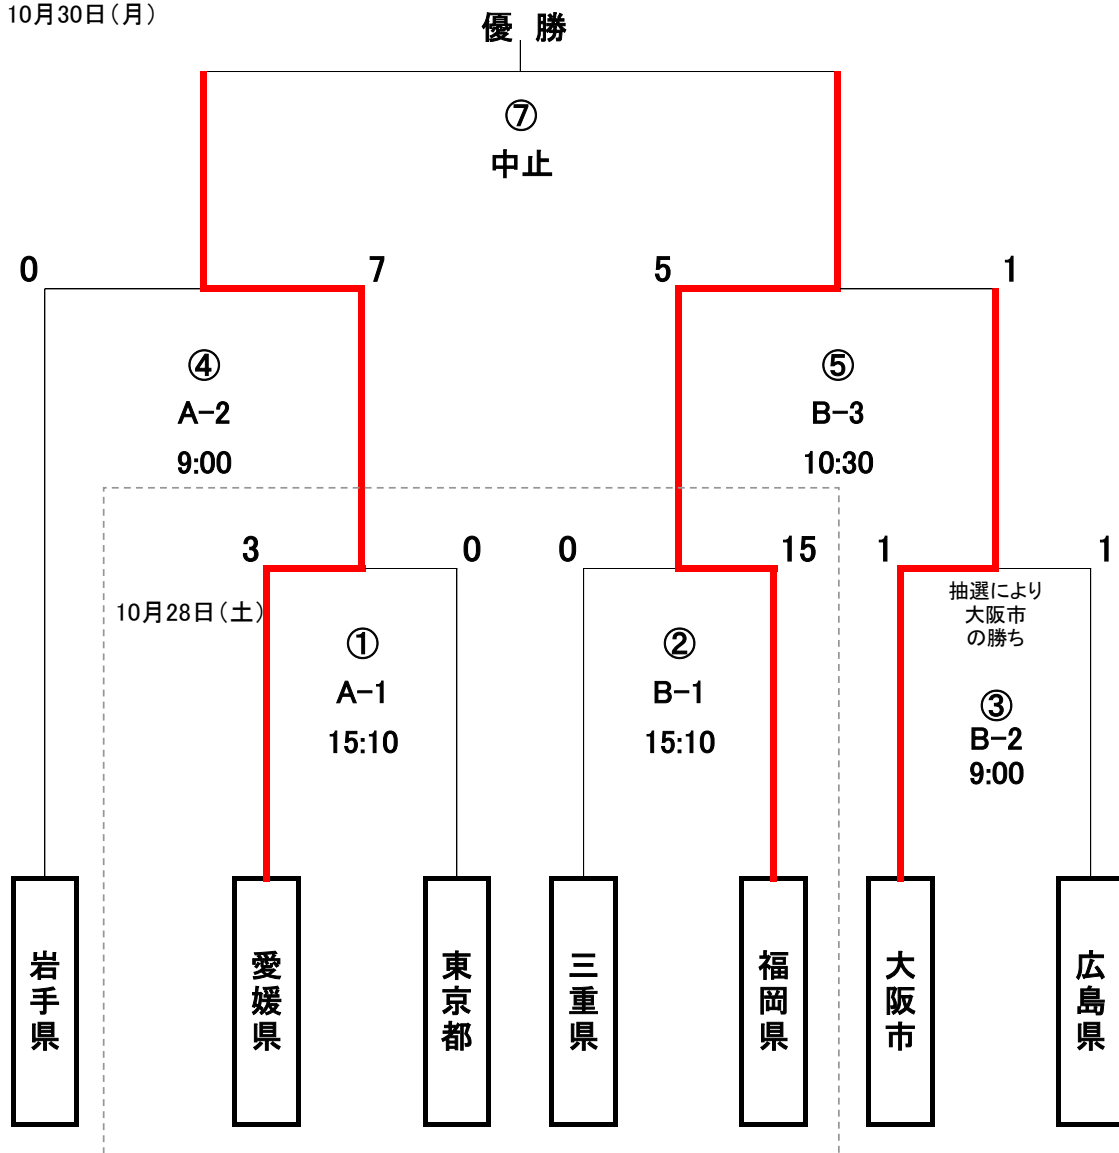 10月30日（月）
優 勝
⑦
中止
0
7
5
1
④
A-2
9:00
⑤
B-3
10:30
3
0
0
15
1
1
10月28日（土）
①
A-1
15:10
②
B-1
15:10
抽選により
大阪市
の勝ち
③
B-2
9:00
岩手県
愛媛県
東京都
三重県
福岡県
大阪市
広島県